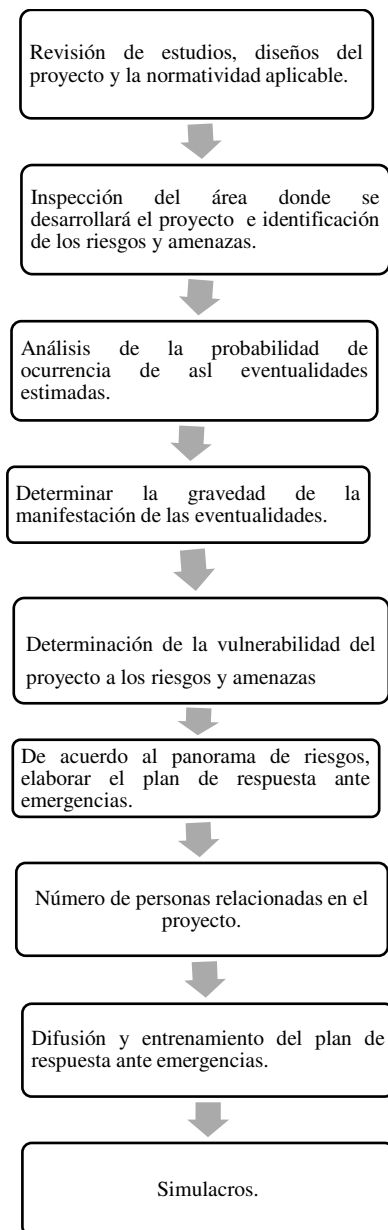 Revisión de estudios, diseños del
proyecto y la normatividad aplicable.
Inspección del área donde se
desarrollará el proyecto e identificación
de los riesgos y amenazas.
Análisis de la probabilidad de
ocurrencia de asl eventualidades
estimadas.
Determinar la gravedad de la
manifestación de las eventualidades.
Determinación de la vulnerabilidad del
proyecto a los riesgos y amenazas
De acuerdo al panorama de riesgos,
elaborar el plan de respuesta ante
emergencias.
Número de personas relacionadas en el
proyecto.
Difusión y entrenamiento del plan de
respuesta ante emergencias.
Simulacros.